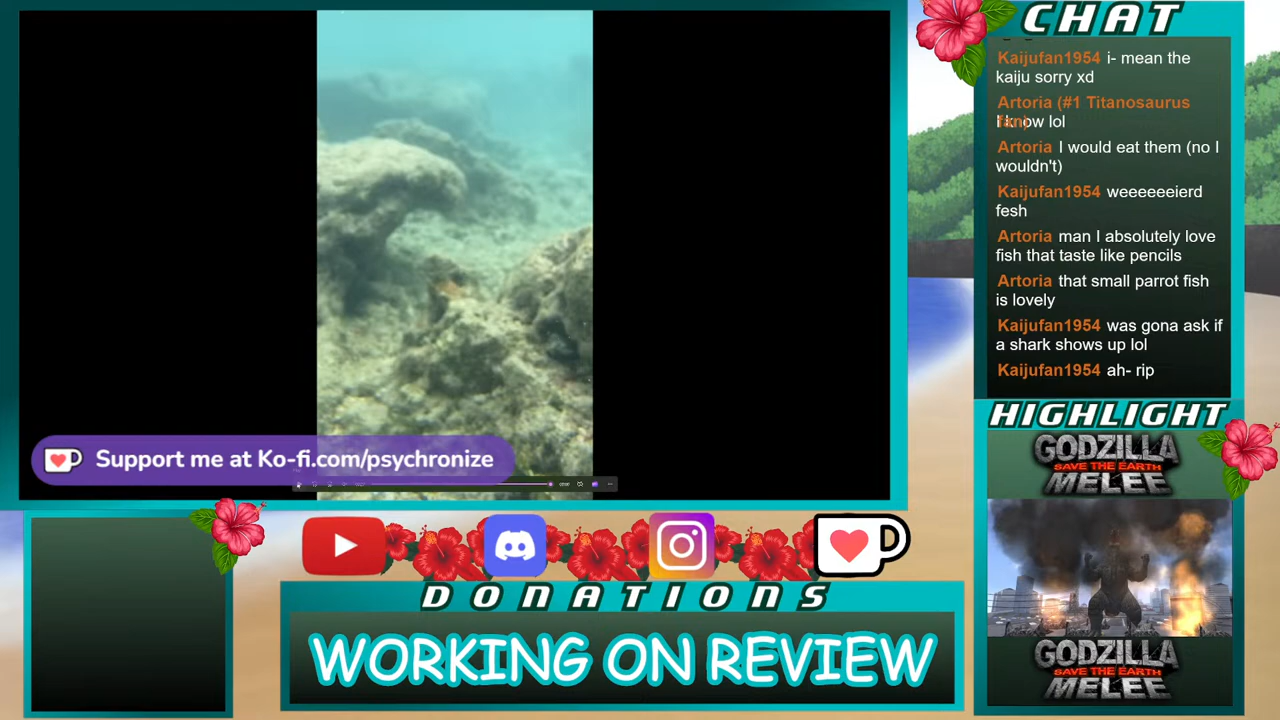 CHAT
Kaijufan1954 i- mean the
kaiju sorry xd
Artoria (#1 Titanosaurus
fan) know lol
Artoria I would eat them (no I
wouldn't)
Kaijufan1954 weeeeeeierd
fesh
Artoria man I absolutely love
fish that taste like pencils
Artoria that small parrot fish
is lovely
Kaijufan1954 was gona ask if
a shark shows up lol
Kaijufan1954 ah- rip
Support me at Ko-fi.com/psychronize
HIGHLIGHT
GODZILLA
SAVE THE EARTH
MELEE
GODZILLA
SAVE THE EARTH
MELEE
DONATIONS
WORKING ON REVIEW